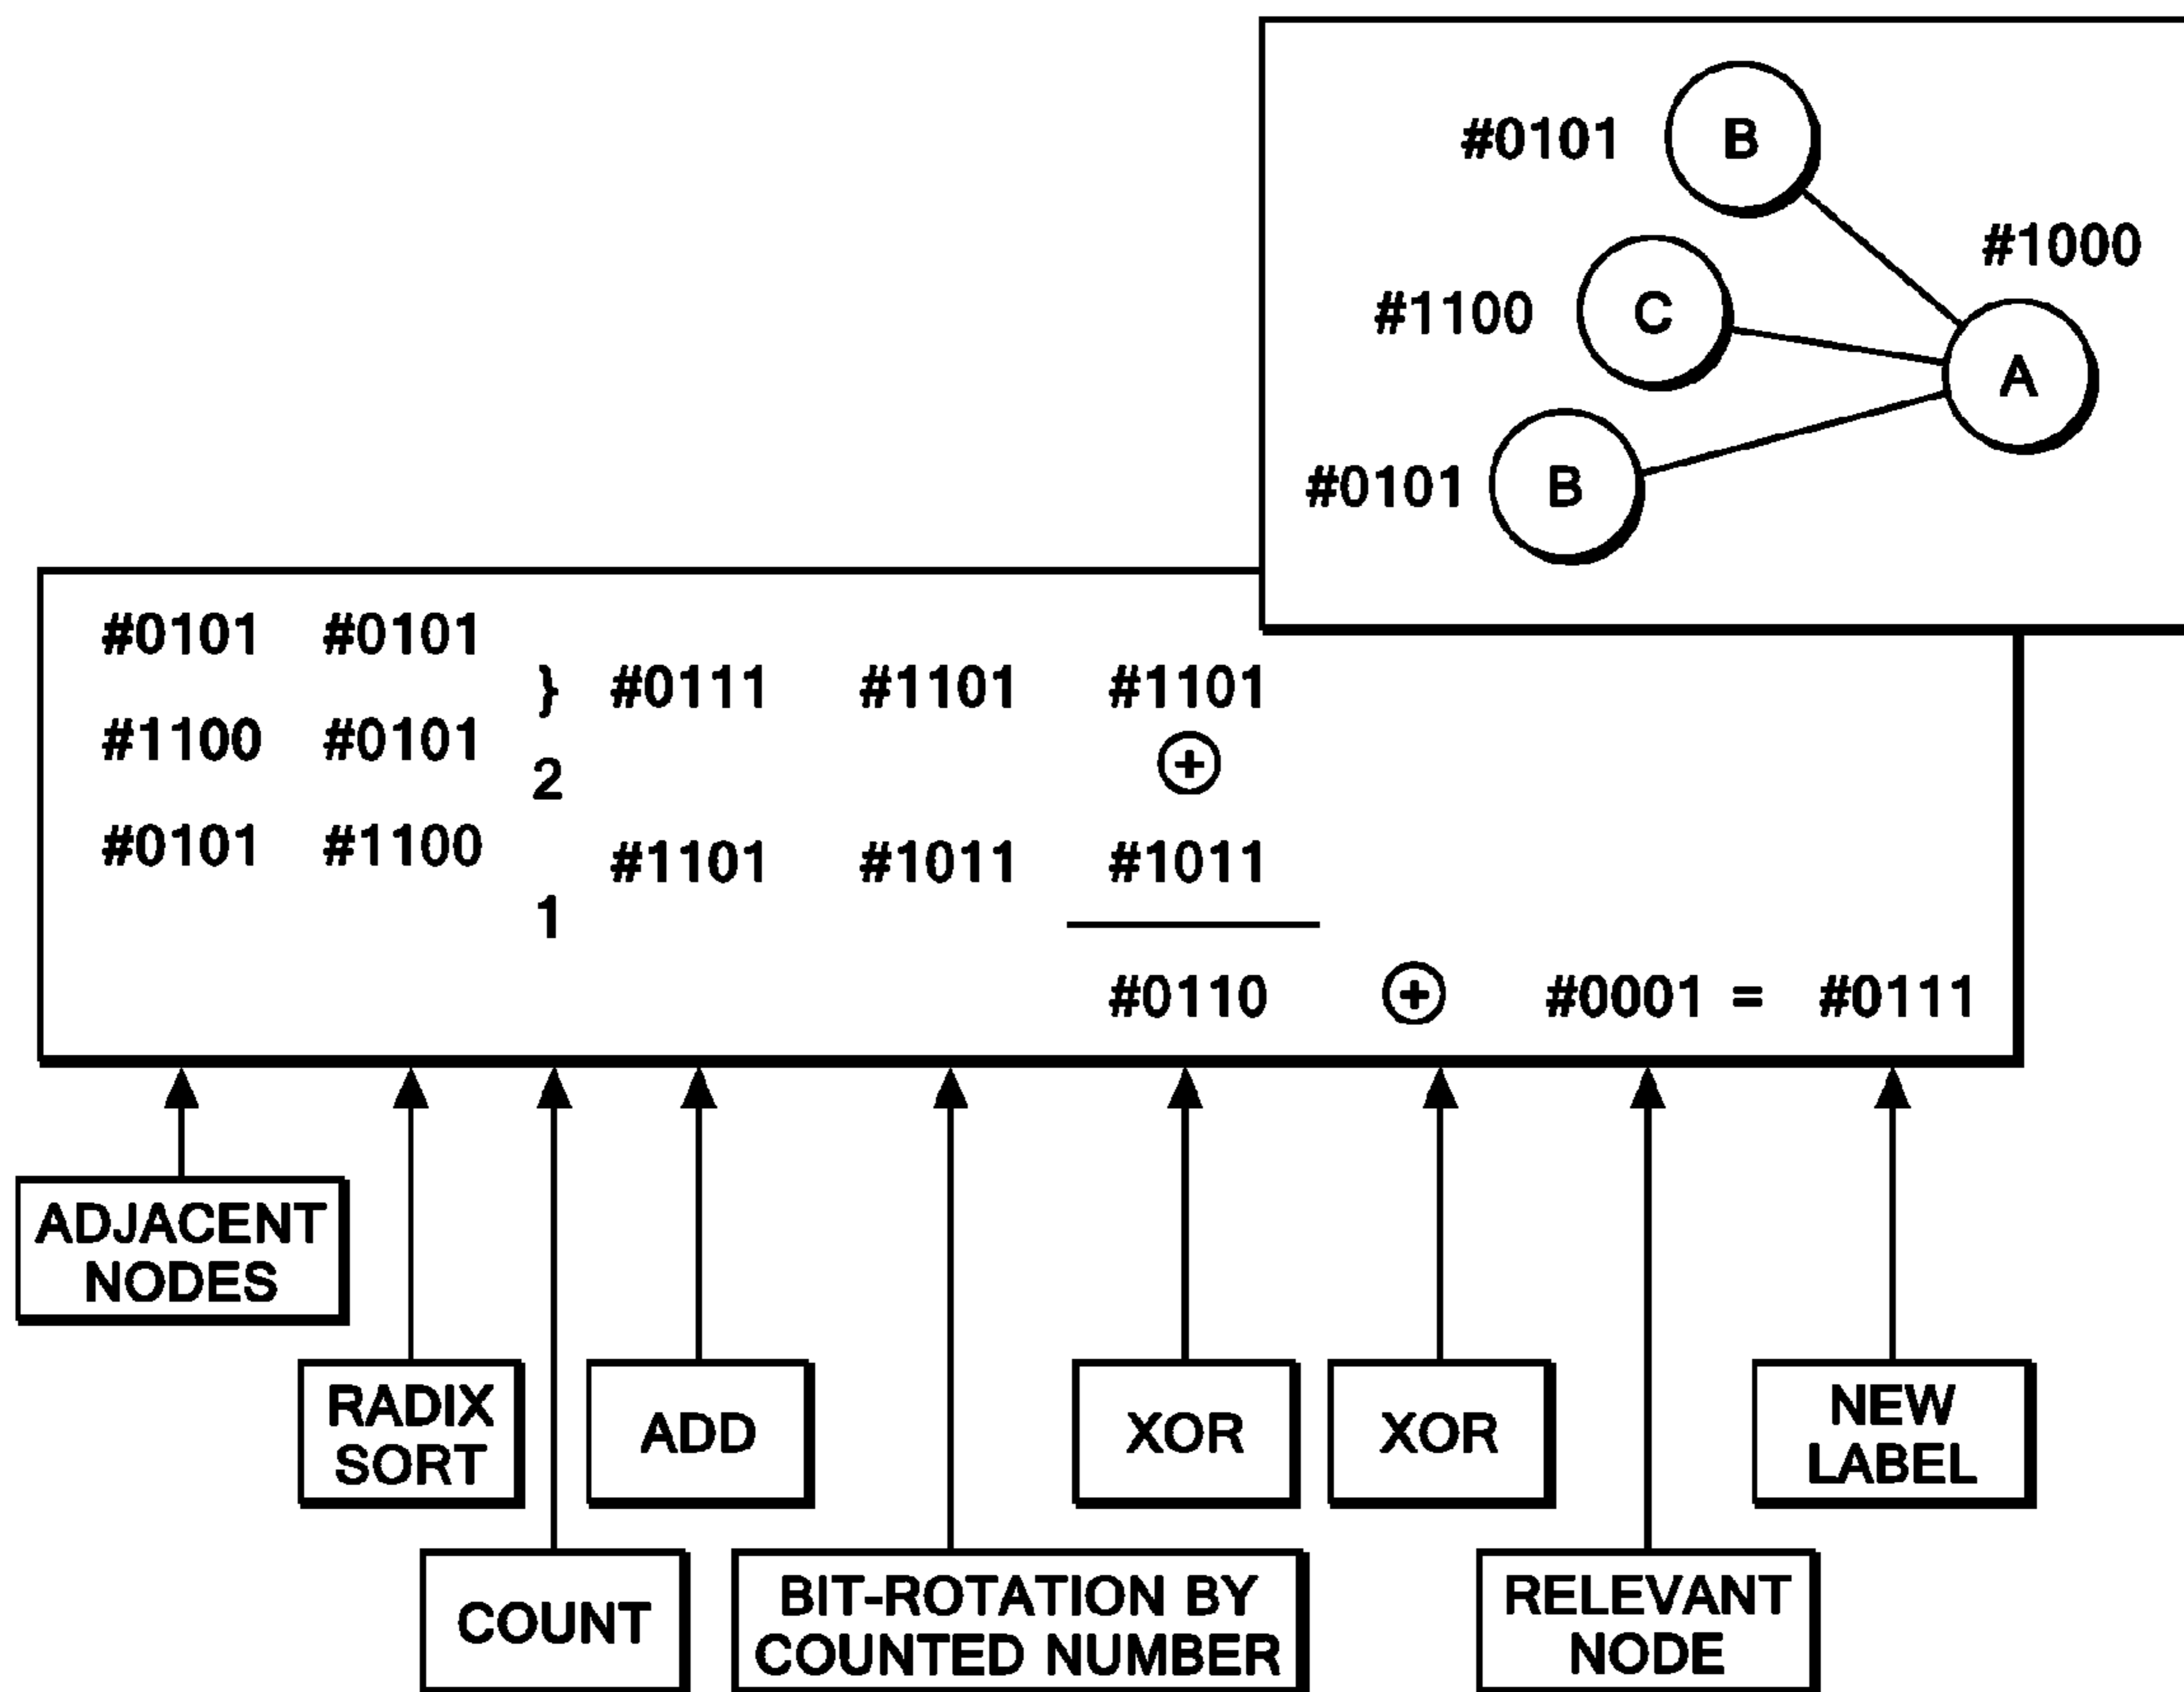 #0101 B
#1000
#1100 C
A
#0101 B
#0101 #0101
} #0111 #1101 #1101
#1100 #0101
2
#0101 #1100
#1101 #1011 #1011
1
#0110 ⊕ #0001 = #0111
⊕
ADJACENT
NODES
RADIX
SORT
COUNT
ADD
BIT-ROTATION BY
COUNTED NUMBER
XOR
XOR
RELEVANT
NODE
NEW
LABEL